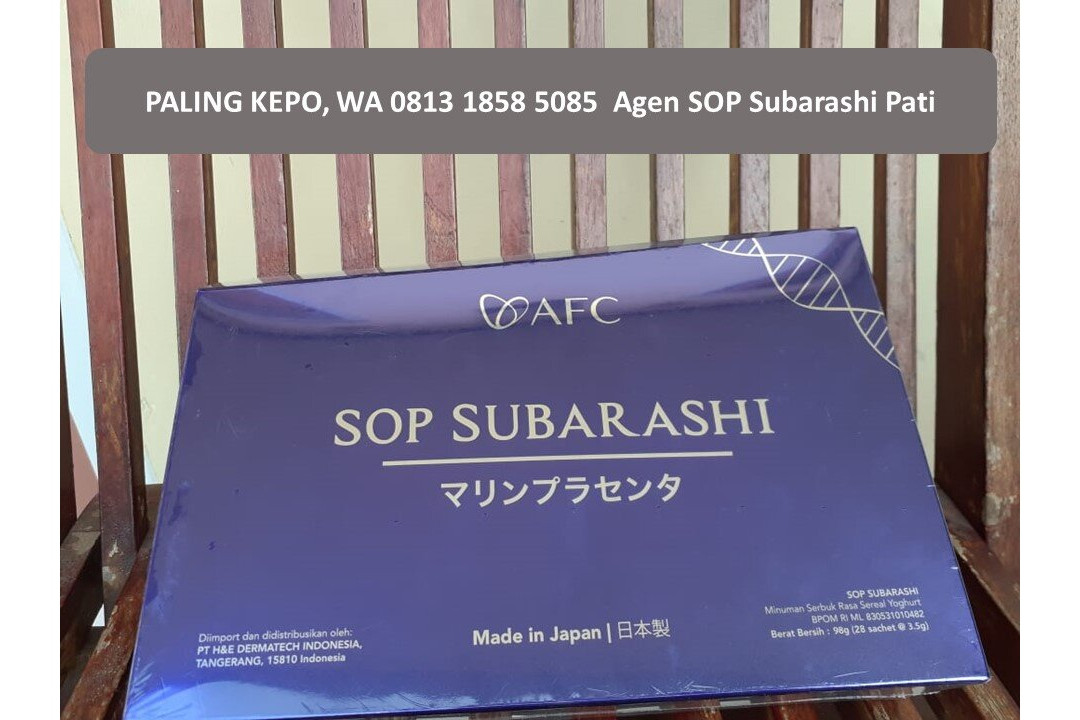 PALING KEPO, WA 0813 1858 5085  Agen SOP Subarashi Pati
AFC
SOP SUBARASHI
マリンプラセンタ
SOP SUBARASHI
Minuman Serbuk Rasa Sereal Yoghurt
BPOM RI ML 830531010482
Berat Bersih : 98g (28 sachet @ 3.5g)
Made in Japan | 日本製
Diimport dan didistribusikan oleh:
PT H&E DERMATECH INDONESIA,
TANGERANG, 15810 Indonesia